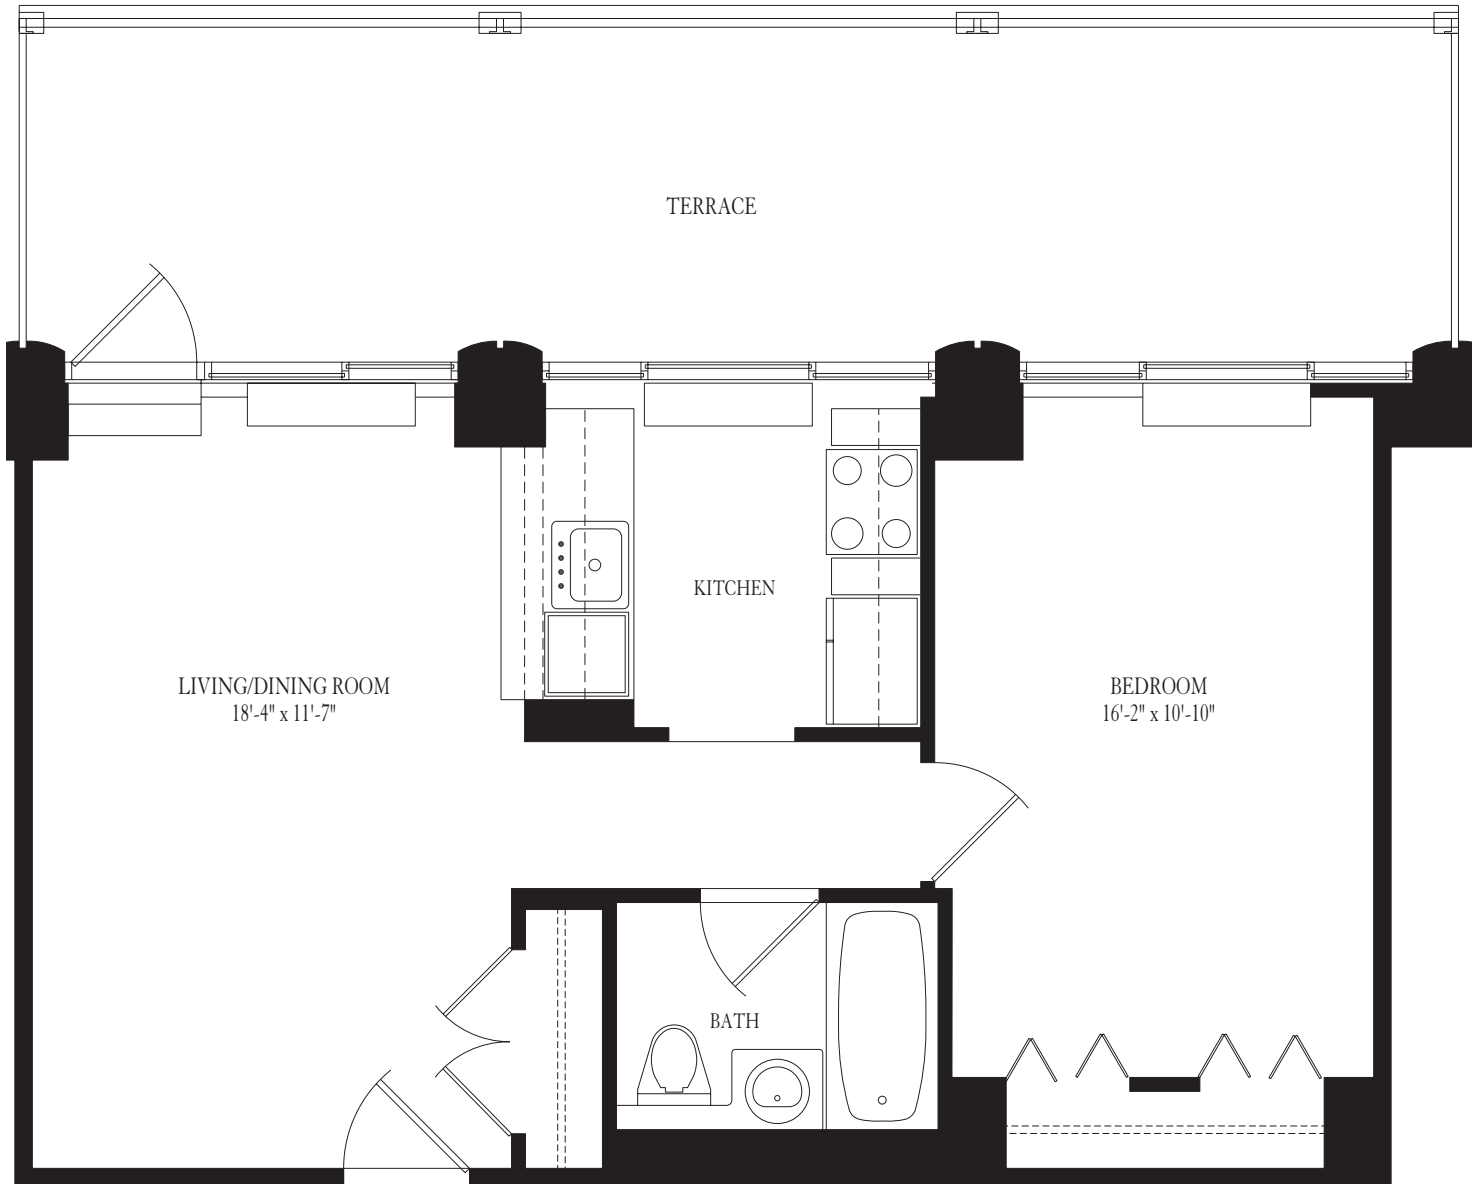 TERRACE
KITCHEN
LIVING/DINING ROOM
18'-4" x 11'-7"
BEDROOM
16'-2" x 10'-10"
BATH